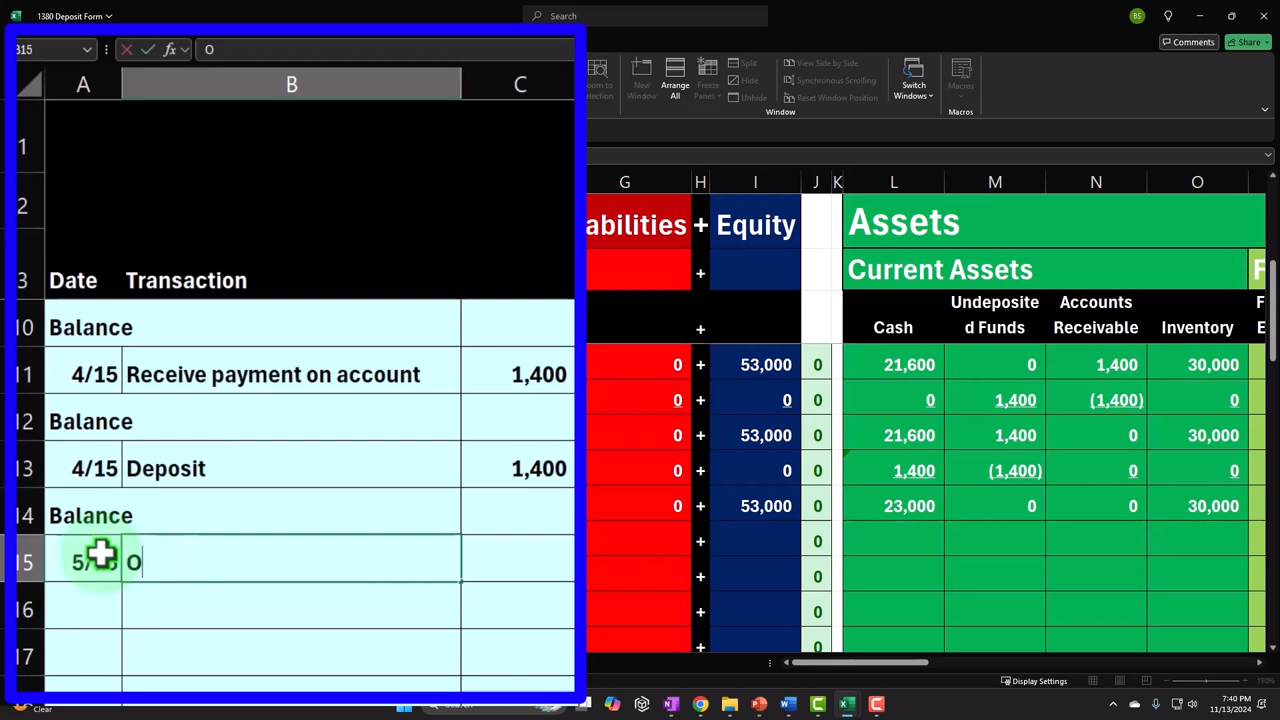 1380 Deposit Form
Search
BS
Comments
Share
B15
fx
O
New Window
Arrange All
Freeze Panes
Split
Hide
Unhide
View Side by Side
Synchronous Scrolling
Reset Window Position
Switch Windows
Macros
Window
Macros
A B C
G H I J K L M N O
1
2
3 Date Transaction
10 Balance
11 4/15 Receive payment on account 1,400
12 Balance
13 4/15 Deposit 1,400
14 Balance
15 O
16
17
abilities + Equity Assets
+ Current Assets
+ Cash Undeposite d Funds Accounts Receivable Inventory
0 + 53,000 0 21,600 0 1,400 30,000
0 + 0 0 0 1,400 (1,400) 0
0 + 53,000 0 21,600 1,400 0 30,000
0 + 0 0 1,400 (1,400) 0 0
0 + 53,000 0 23,000 0 0 30,000
+ 0
+ 0
+ 0
+ 0
Display Settings
190%
Clear
7:40 PM
11/13/2024